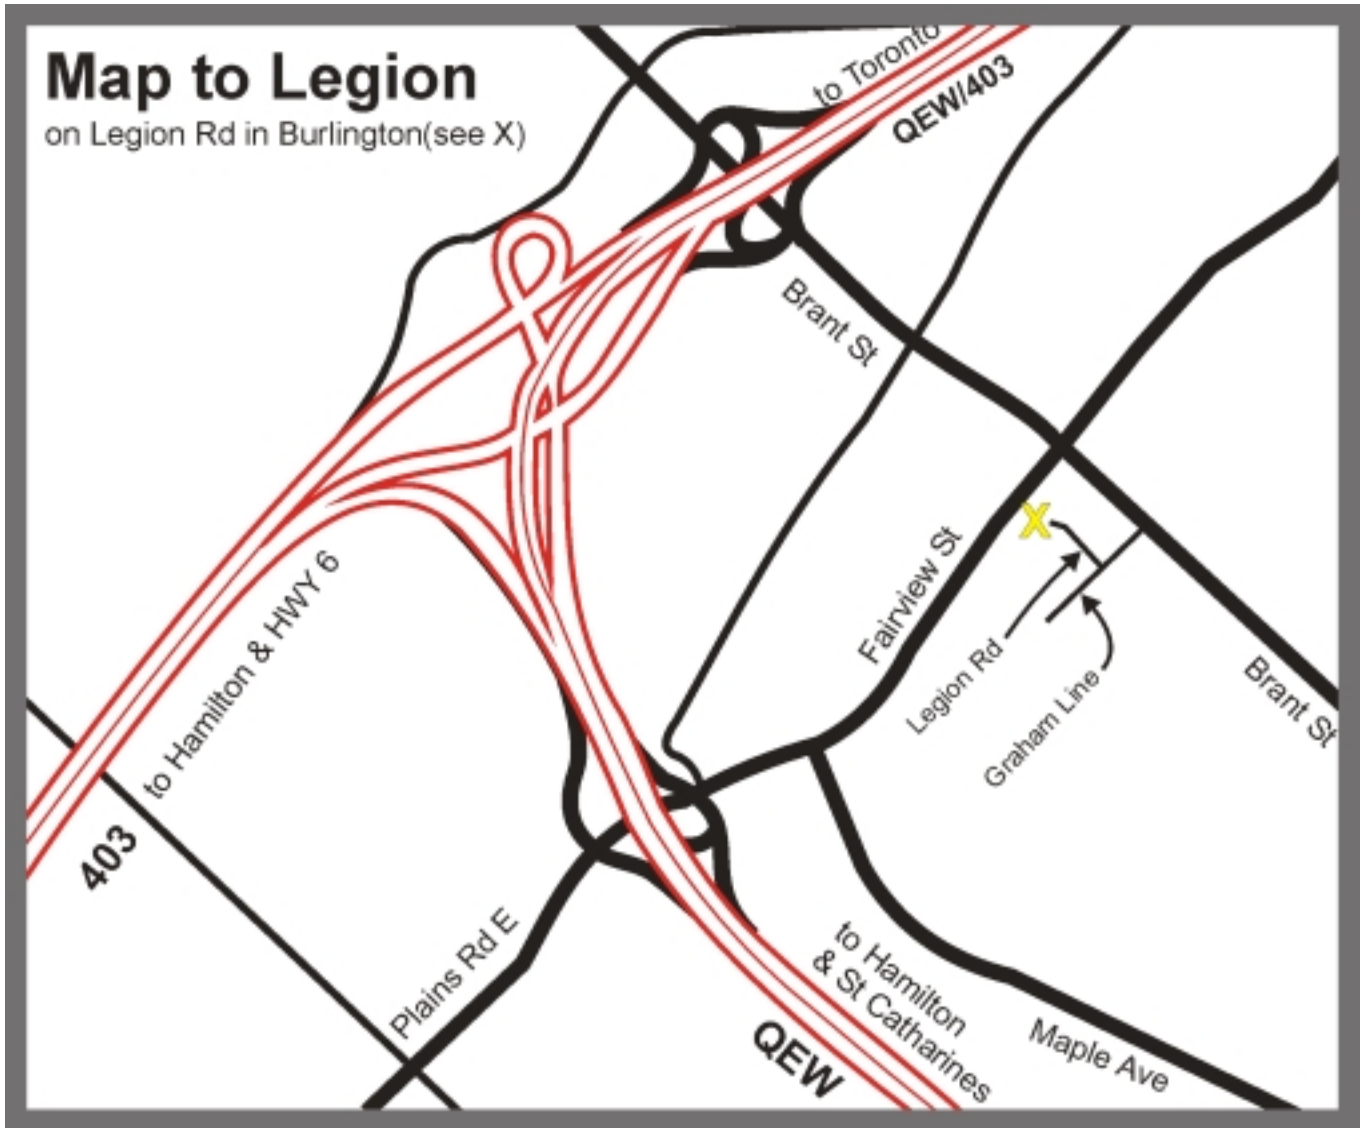 Map to Legion
on Legion Rd in Burlington(see X)
to Toronto
QEW/403
Brant St
X
Fairview St
Legion Rd
Graham Line
Brant St
to Hamilton & HWY 6
403
Plains Rd E
to Hamilton
& St Catharines
QEW
Maple Ave